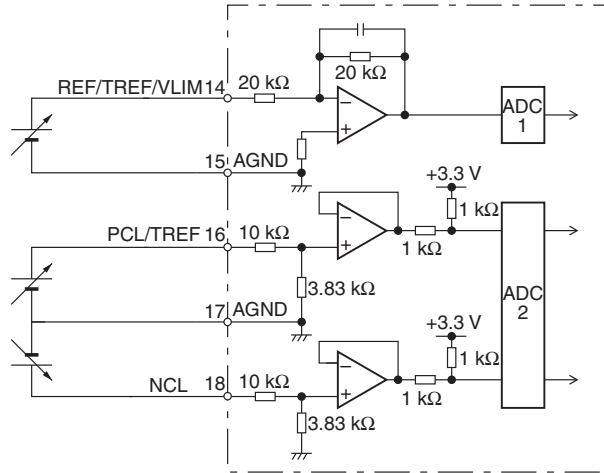 REF/TREF/VLIM 14
20 kΩ
20 kΩ
−
+
ADC
1
15 AGND
PCL/TREF 16
10 kΩ
−
+
3.83 kΩ
1 kΩ
+3.3 V
1 kΩ
ADC
2
17 AGND
NCL 18
10 kΩ
−
+
3.83 kΩ
1 kΩ
+3.3 V
1 kΩ